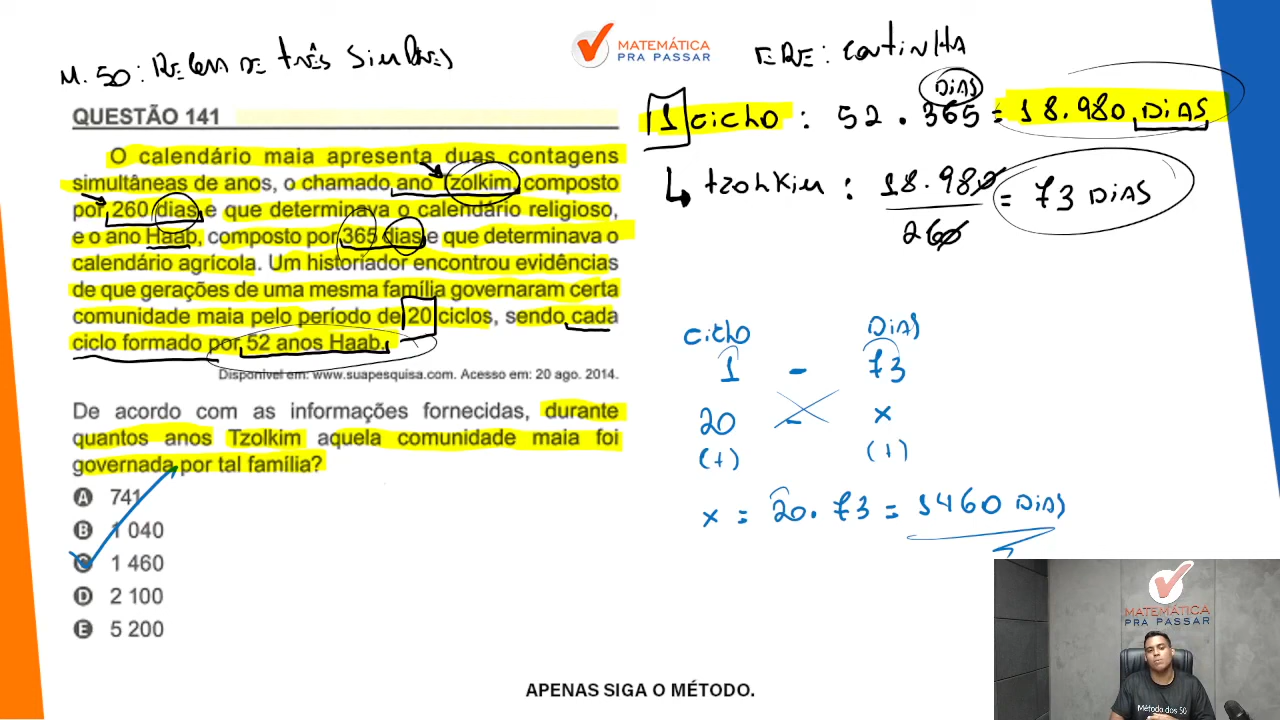 M. 50: REGRA DE TRÊS SIMPLES
MATEMÁTICA
PRA PASSAR
ERE: CONTINHA
QUESTÃO 141
O calendário maia apresenta duas contagens
simultâneas de anos, o chamado ano Tzolkim, composto
por 260 dias e que determinava o calendário religioso,
e o ano Haab, composto por 365 dias e que determinava o
calendário agrícola. Um historiador encontrou evidências
de que gerações de uma mesma família governaram certa
comunidade maia pelo período de 20 ciclos, sendo cada
ciclo formado por 52 anos Haab.
Disponível em: www.suapesquisa.com. Acesso em: 20 ago. 2014.
De acordo com as informações fornecidas, durante
quantos anos Tzolkim aquela comunidade maia foi
governada por tal família?
A 741
B 1 040
C 1 460
D 2 100
E 5 200
DIAS
1 ciclo : 52 . 365 = 18.980 DIAS
tzolkim : 18.980 = 73 DIAS
260
ciclo DIAS
1 - 73
20 - x
(+) (+)
x = 20. 73 = 1460 DIAS
MATEMÁTICA
PRA PASSAR
Método dos 50
APENAS SIGA O MÉTODO.